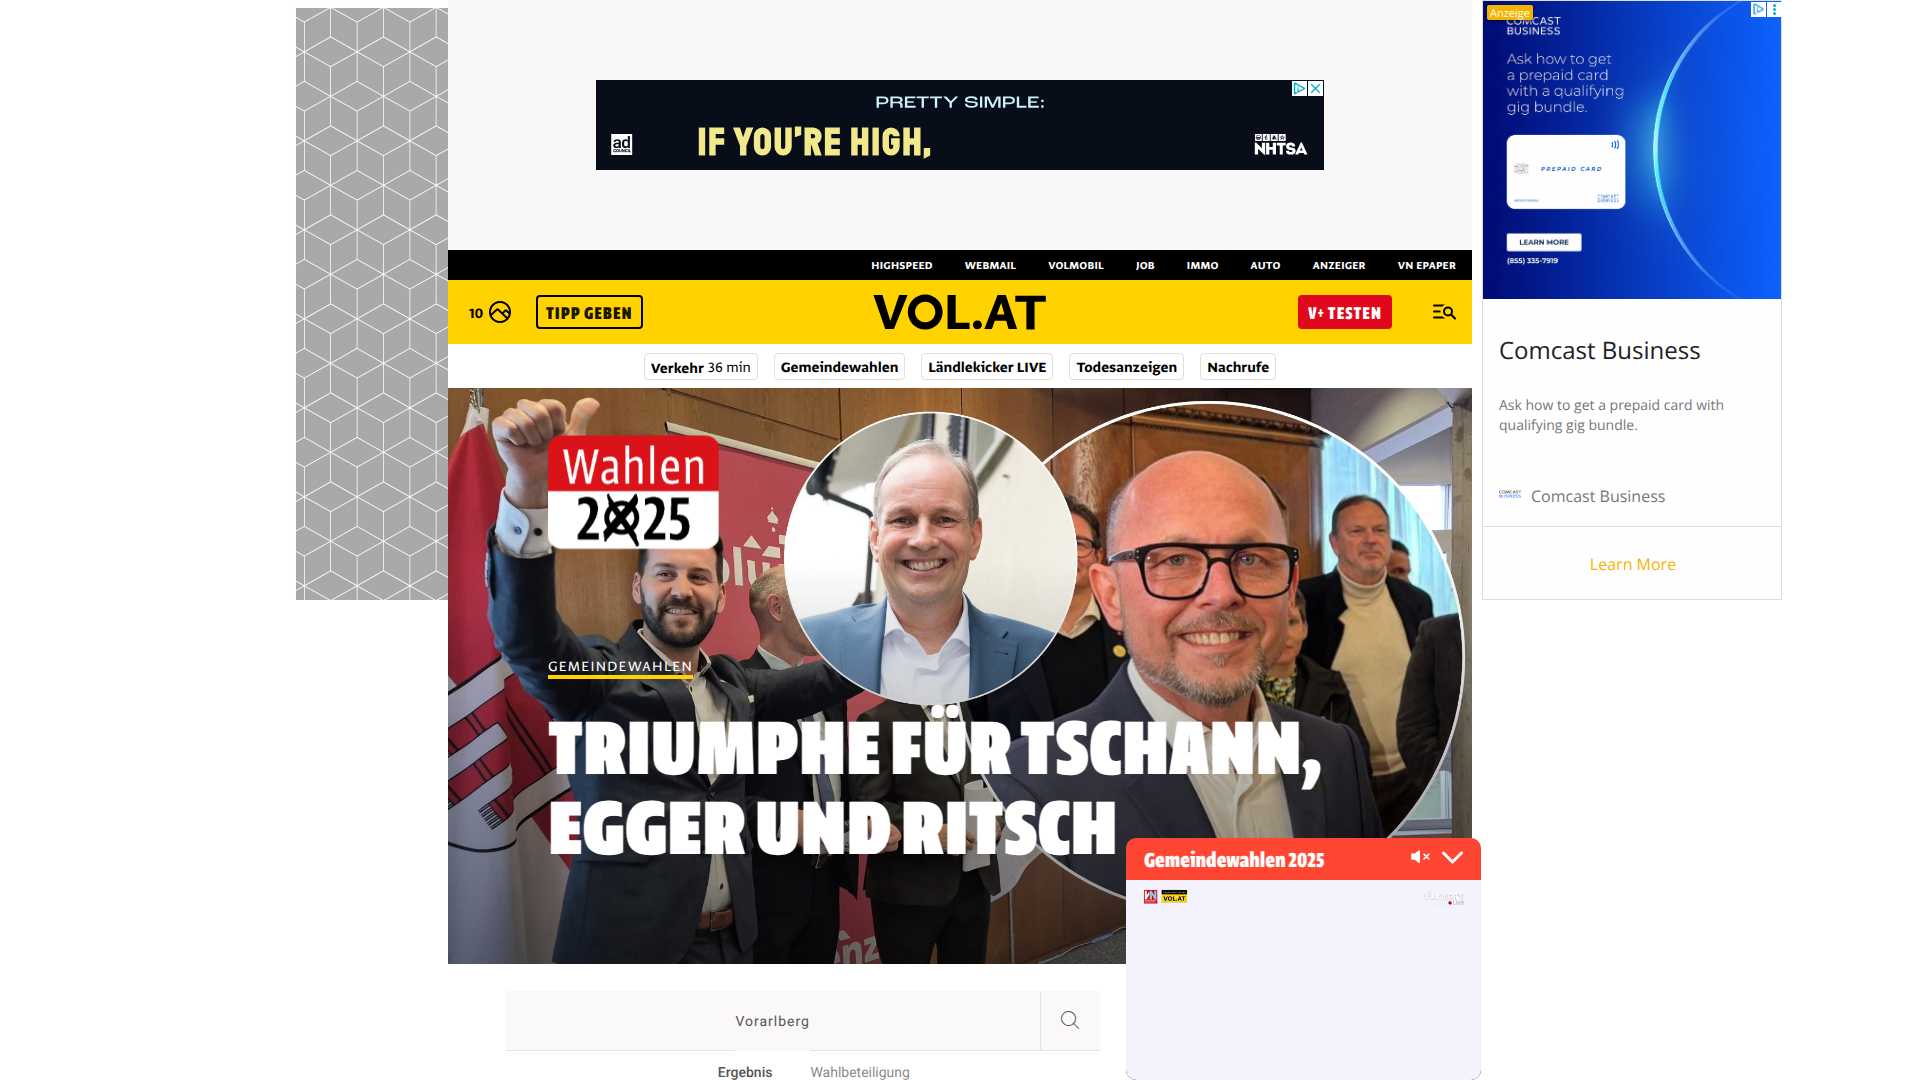 PRETTY SIMPLE:
IF YOU'RE HIGH,
ad
COUNCIL
NHTSA
Anzeige
COMCAST
BUSINESS
Ask how to get
a prepaid card
with a qualifying
gig bundle.
PREPAID CARD
LEARN MORE
(855) 335-7919
Comcast Business
Ask how to get a prepaid card with
qualifying gig bundle.
COMCAST
BUSINESS
Comcast Business
Learn More
HIGHSPEED WEBMAIL VOLMOBIL JOB IMMO AUTO ANZEIGER VN EPAPER
10 TIPP GEBEN VOL.AT V+ TESTEN
Verkehr 36 min Gemeindewahlen Ländlekicker LIVE Todesanzeigen Nachrufe
Wahlen
2025
GEMEINDEWAHLEN
TRIUMPHE FÜR TSCHANN,
EGGER UND RITSCH
Gemeindewahlen 2025
VN VOL.AT
Vorarlberg
Ergebnis Wahlbeteiligung